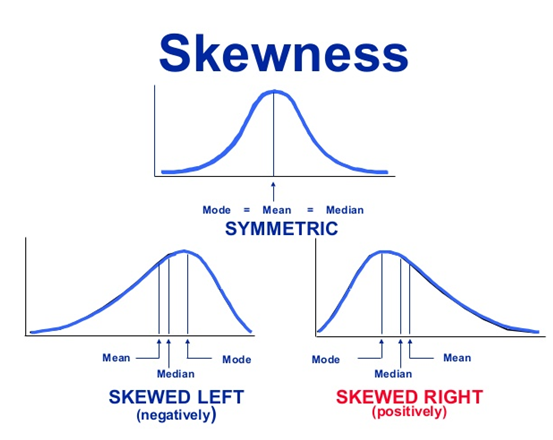 Skewness
Mode = Mean = Median
SYMMETRIC
Mean
Mode
Median
SKEWED LEFT
(negatively)
Mode
Mean
Median
SKEWED RIGHT
(positively)